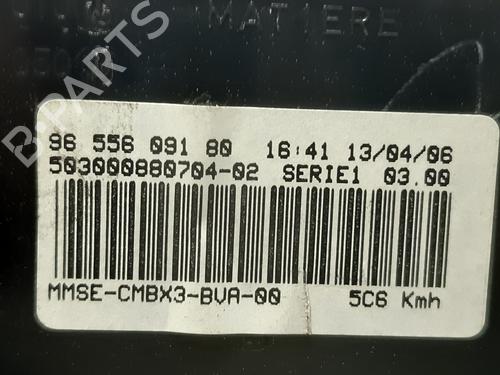 MATIERE
B-PARTS
96 556 091 80 16:41 13/04/06
503000880704-02 SERIE1 03.00
MMSE-CMBX3-BVA-00 5C6 Kmh